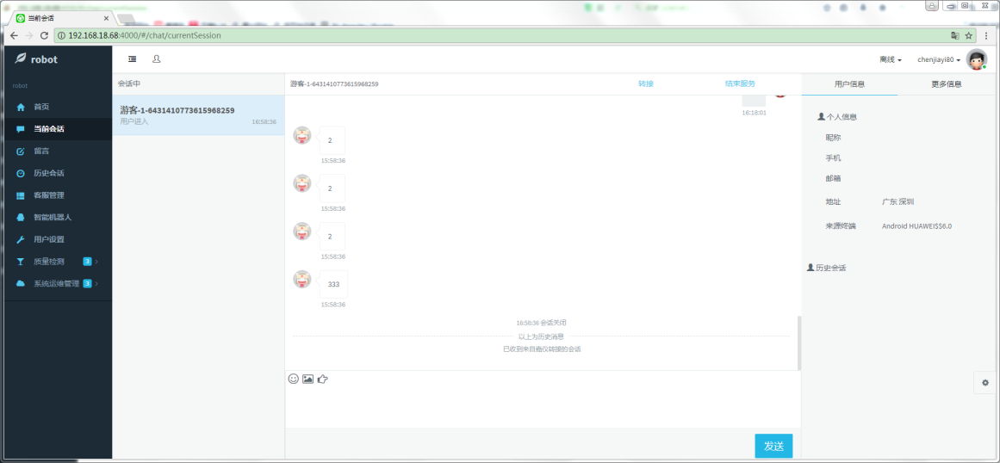 当前会话
192.168.18.68:4000/#/chat/currentSession
robot
离线
chenjiayi80
robot
首页
当前会话
留言
历史会话
客服管理
智能机器人
用户设置
质量检测 3
系统运维管理 3
会话中
游客-1-6431410773615968259
用户进入 16:58:36
游客-1-6431410773615968259 转接 结束服务
16:18:01
2
15:58:36
2
15:58:36
2
15:58:36
333
15:58:36
16:58:36 会话关闭
以上为历史消息
已收到来自嘉仪转接的会话
发送
用户信息 更多信息
个人信息
昵称
手机
邮箱
地址 广东 深圳
来源终端 Android HUAWEI$$6.0
历史会话